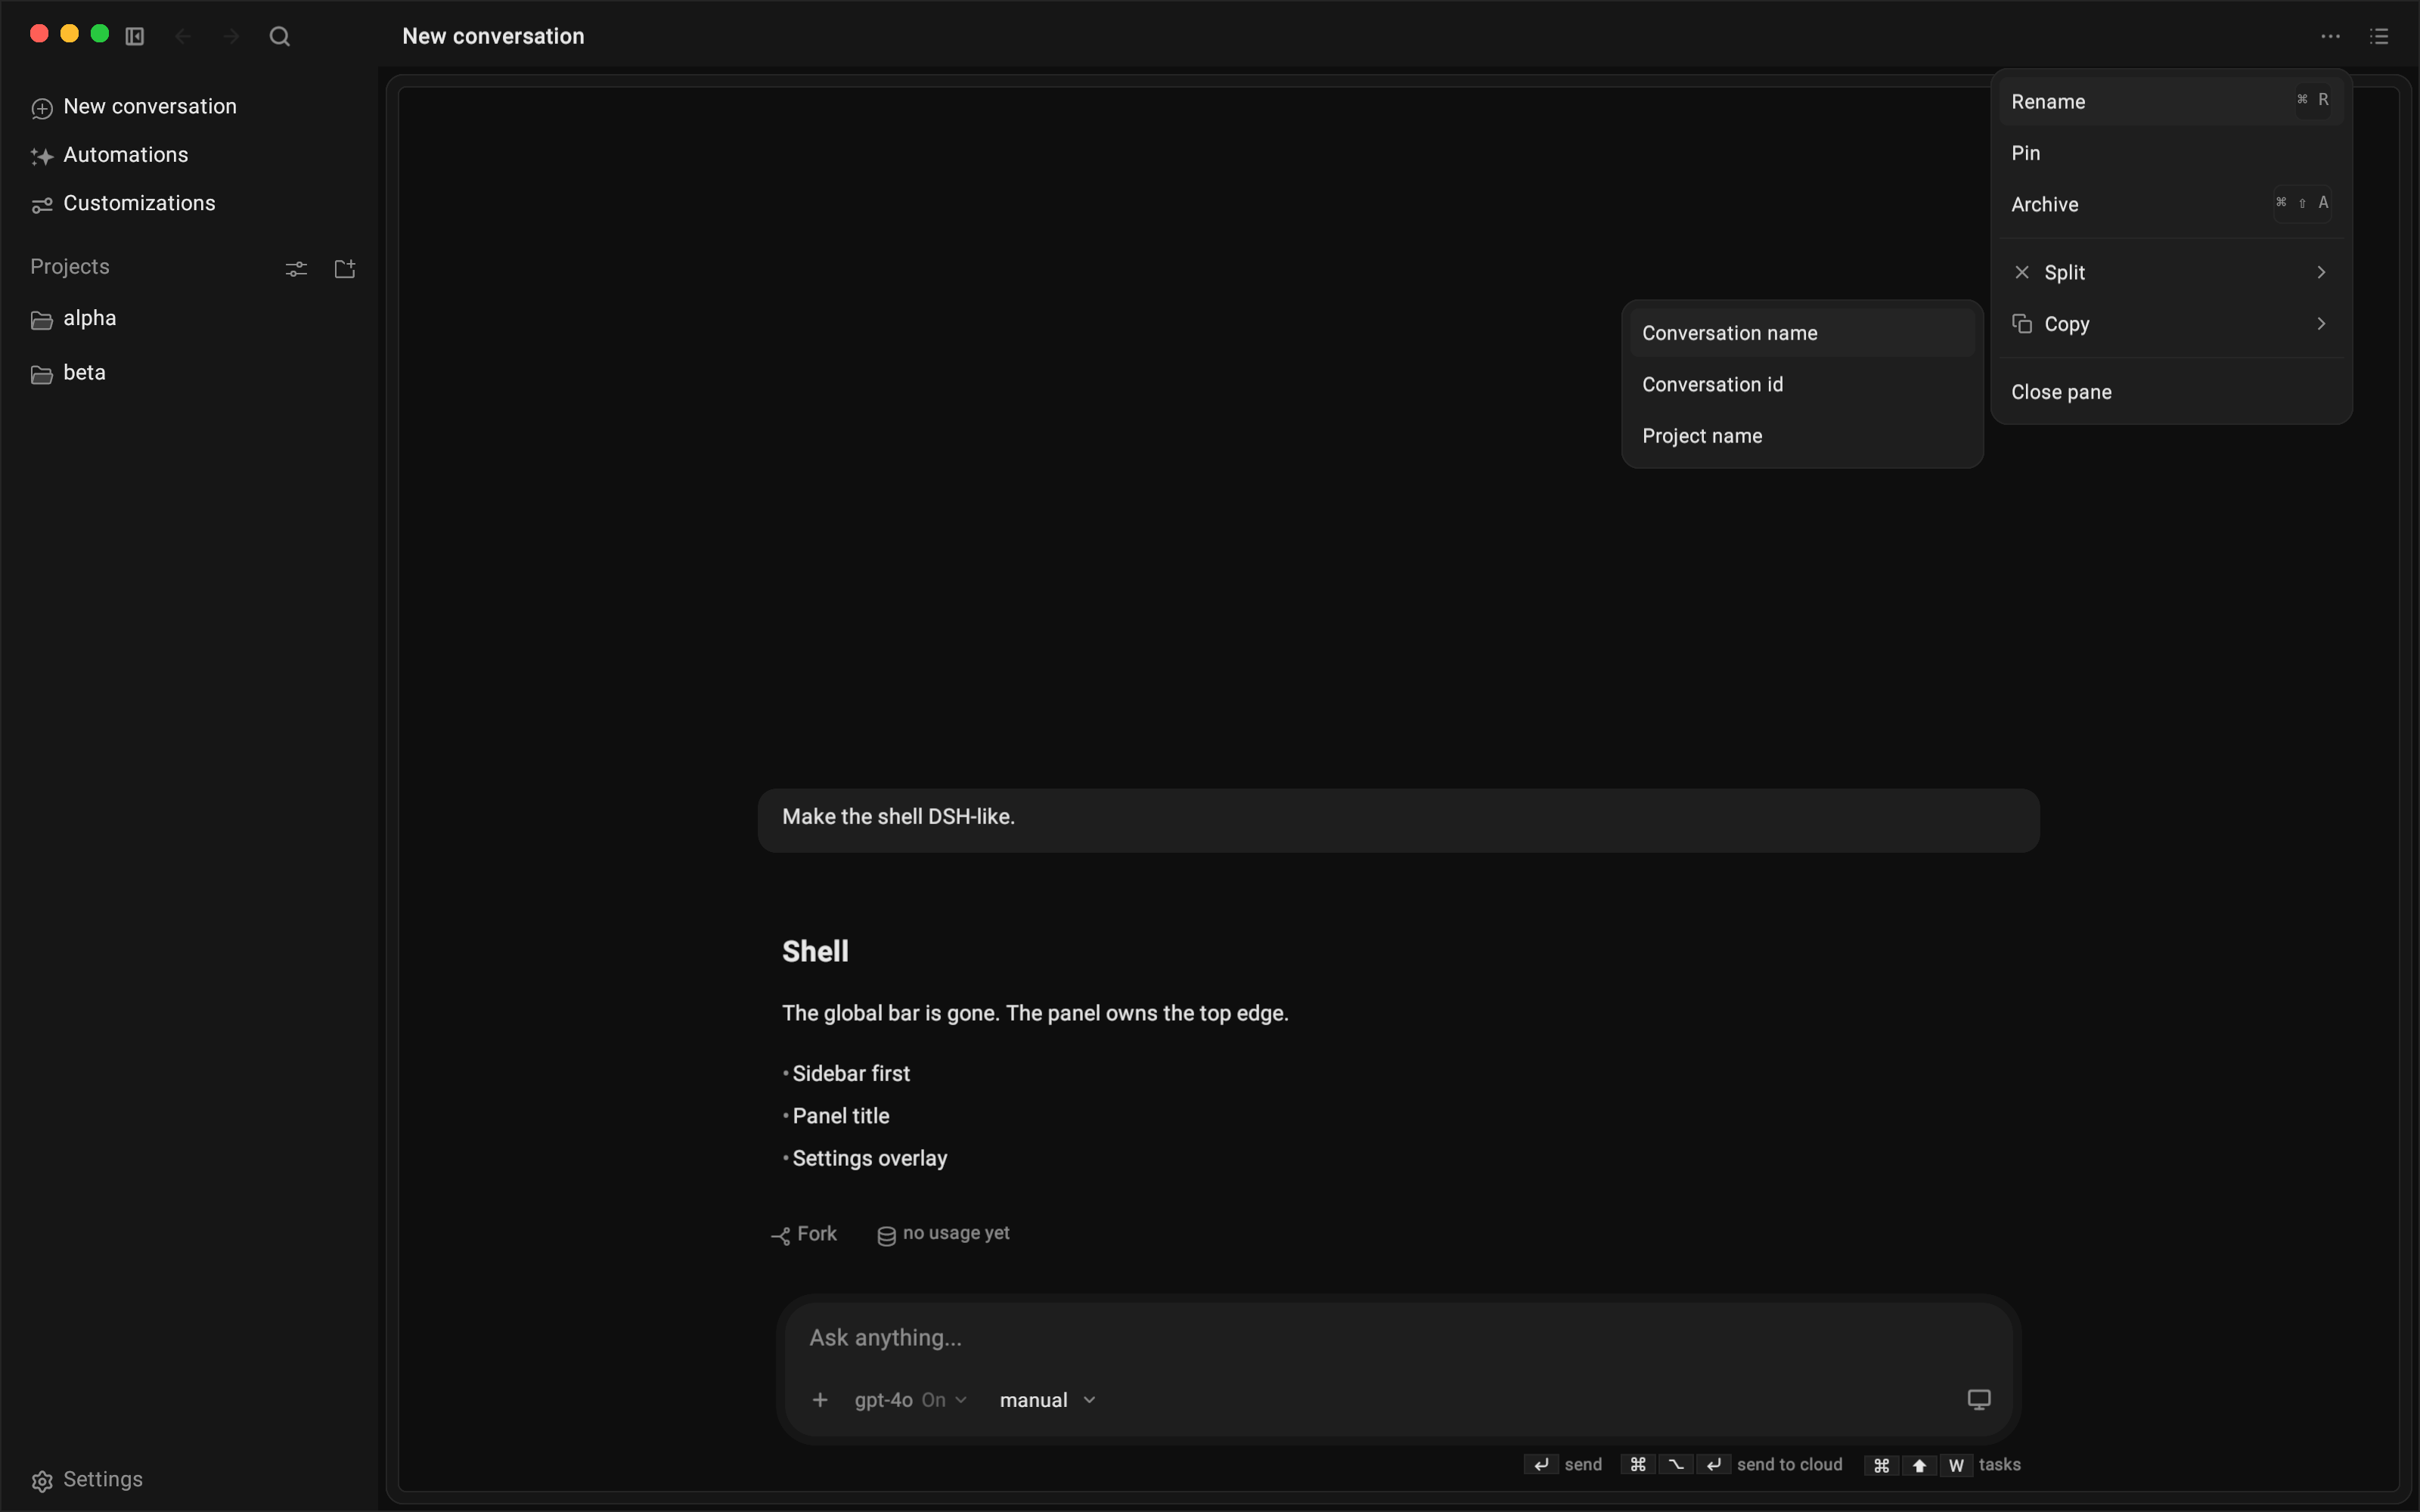 New conversation
New conversation
Automations
Customizations
Projects
alpha
beta
Settings
Rename ⌘ R
Pin
Archive ⌘ ⇧ A
Split
Copy
Close pane
Conversation name
Conversation id
Project name
Make the shell DSH-like.
Shell
The global bar is gone. The panel owns the top edge.
• Sidebar first
• Panel title
• Settings overlay
Fork no usage yet
Ask anything...
gpt-4o On manual
↵ send ⌘ ⌥ ↵ send to cloud ⌘ ⬆ W tasks